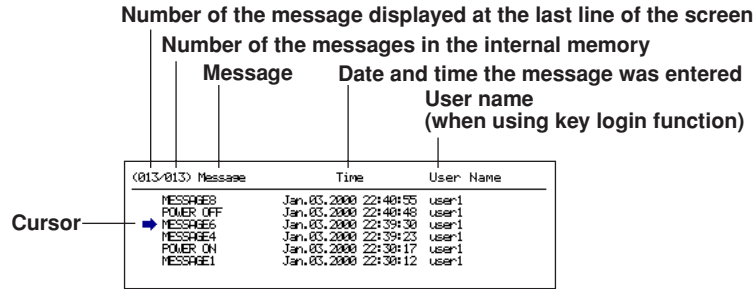 Number of the message displayed at the last line of the screen
Number of the messages in the internal memory
Message Date and time the message was entered
User name
(when using key login function)
(013/013) Message Time User Name
MESSAGE8 Jan.03.2000 22:40:55 user1
POWER OFF Jan.03.2000 22:40:48 user1
Cursor MESSAGE6 Jan.03.2000 22:39:30 user1
MESSAGE4 Jan.03.2000 22:39:23 user1
POWER ON Jan.03.2000 22:30:17 user1
MESSAGE1 Jan.03.2000 22:30:12 user1